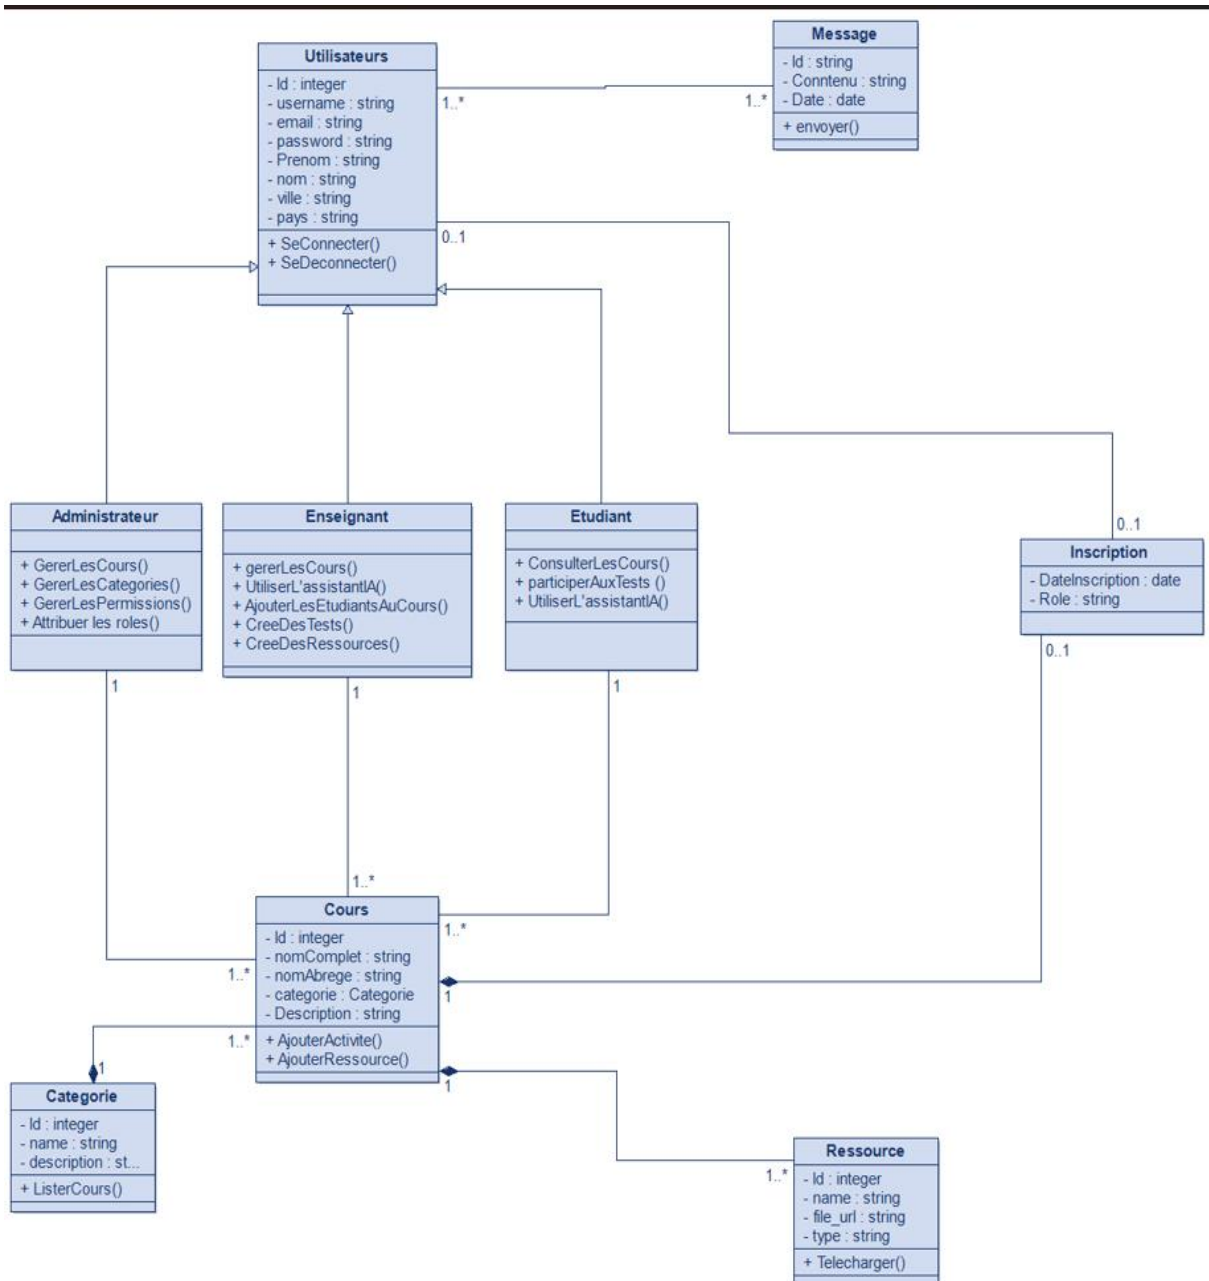 Utilisateurs
- Id : integer
- username : string
- email : string
- password : string
- Prenom : string
- nom : string
- ville : string
- pays : string
+ SeConnecter()
+ SeDeconnecter()
1..*
1..*
0..1
Message
- Id : string
- Conntenu : string
- Date : date
+ envoyer()
Administrateur
+ GererLesCours()
+ GererLesCategories()
+ GererLesPermissions()
+ Attribuer les roles()
1
Enseignant
+ gererLesCours()
+ UtiliserL'assistantIA()
+ AjouterLesEtudiantsAuCours()
+ CreeDesTests()
+ CreeDesRessources()
1
Etudiant
+ ConsulterLesCours()
+ participerAuxTests ()
+ UtiliserL'assistantIA()
1
0..1
Inscription
- DateInscription : date
- Role : string
0..1
1..*
Cours
- Id : integer
- nomComplet : string
- nomAbrege : string
- categorie : Categorie
- Description : string
+ AjouterActivite()
+ AjouterRessource()
1..*
1..*
1
1..*
1
1
Categorie
- Id : integer
- name : string
- description : st...
+ ListerCours()
1..*
Ressource
- Id : integer
- name : string
- file_url : string
- type : string
+ Telecharger()